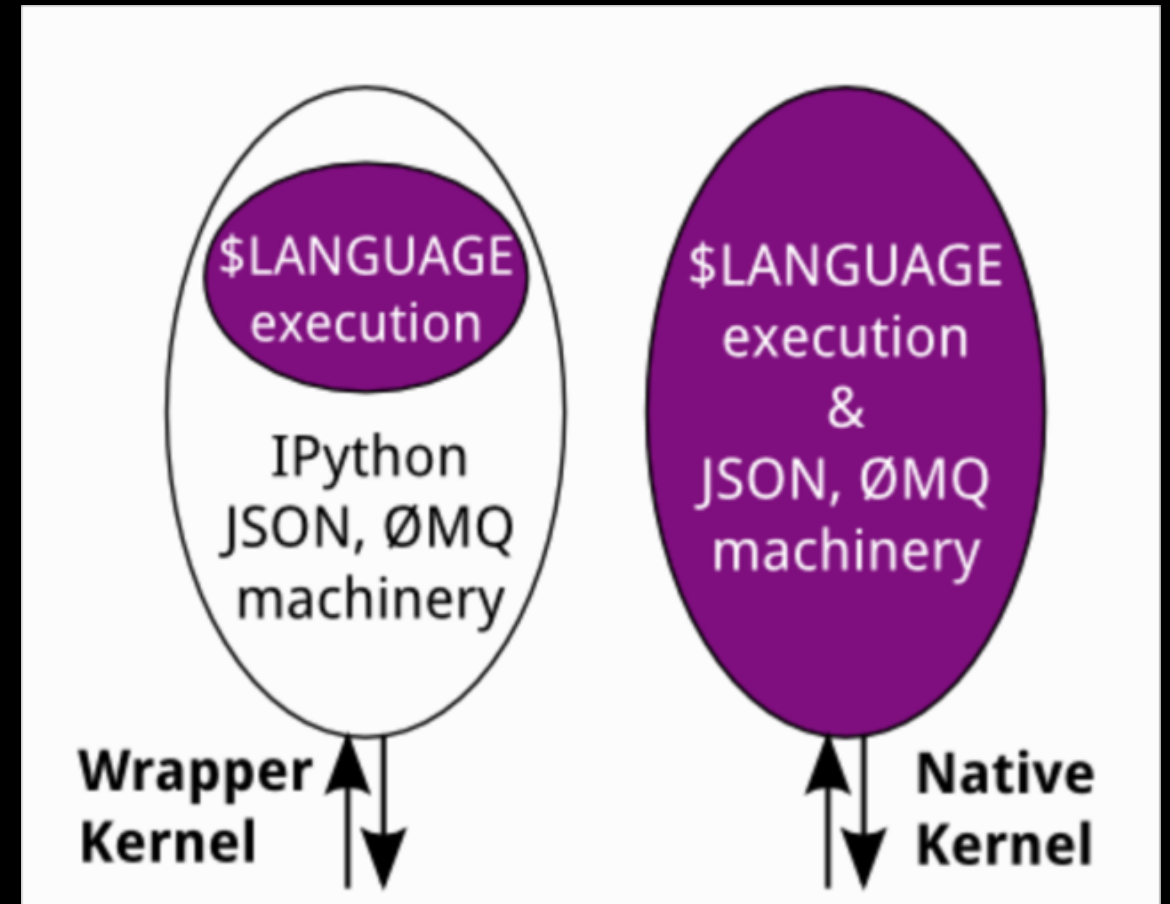 $LANGUAGE
execution
IPython
JSON, ØMQ
machinery
Wrapper
Kernel
$LANGUAGE
execution
&
JSON, ØMQ
machinery
Native
Kernel